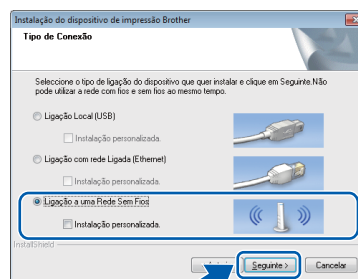 Instalação do dispositivo de impressão Brother
Tipo de Conexão
Seleccione o tipo de ligação do dispositivo que quer instalar e clique em Seguinte.Não
pode utilizar a rede com fios e sem fios ao mesmo tempo.
Ligação Local (USB)
Instalação personalizada.
Ligação com rede Ligada (Ethernet)
Instalação personalizada.
Ligação a uma Rede Sem Fios
Instalação personalizada.
InstallShield
Seguinte > Cancelar